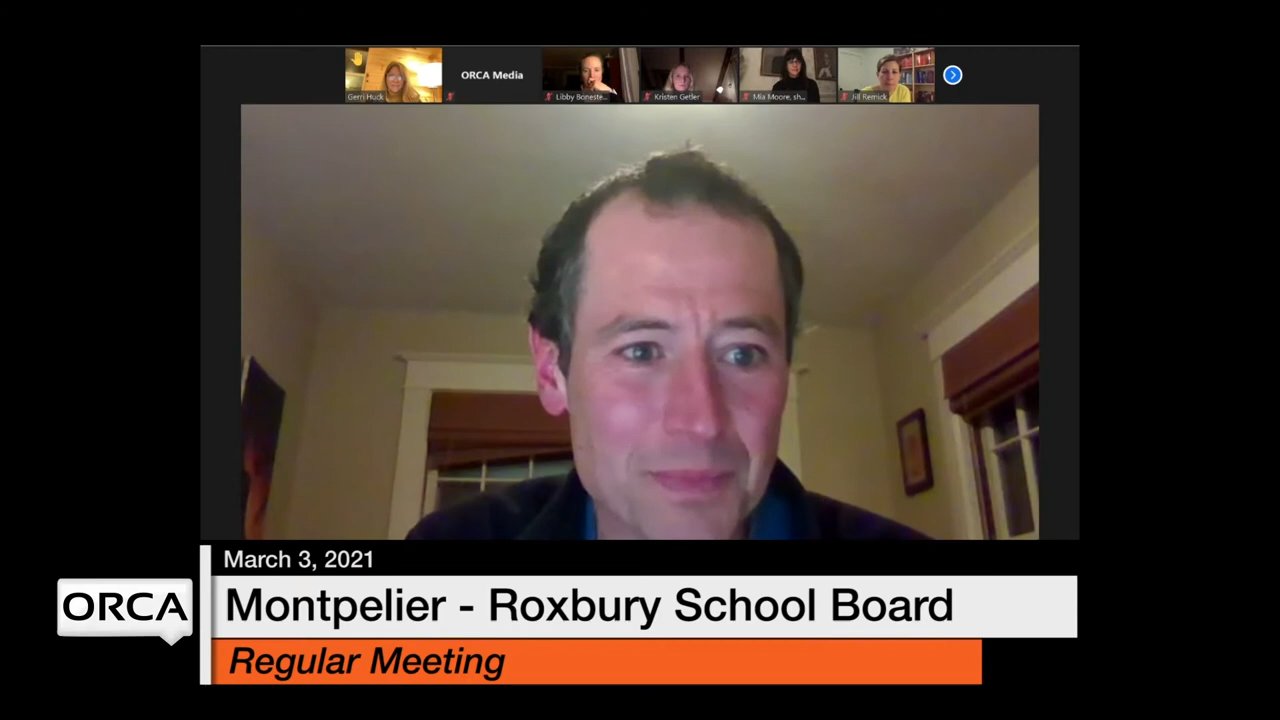 ORCA Media
Gerri Huck
Libby Boneste...
Kristen Getler
Mia Moore, sh...
Jill Remick
March 3, 2021
ORCA
Montpelier - Roxbury School Board
Regular Meeting